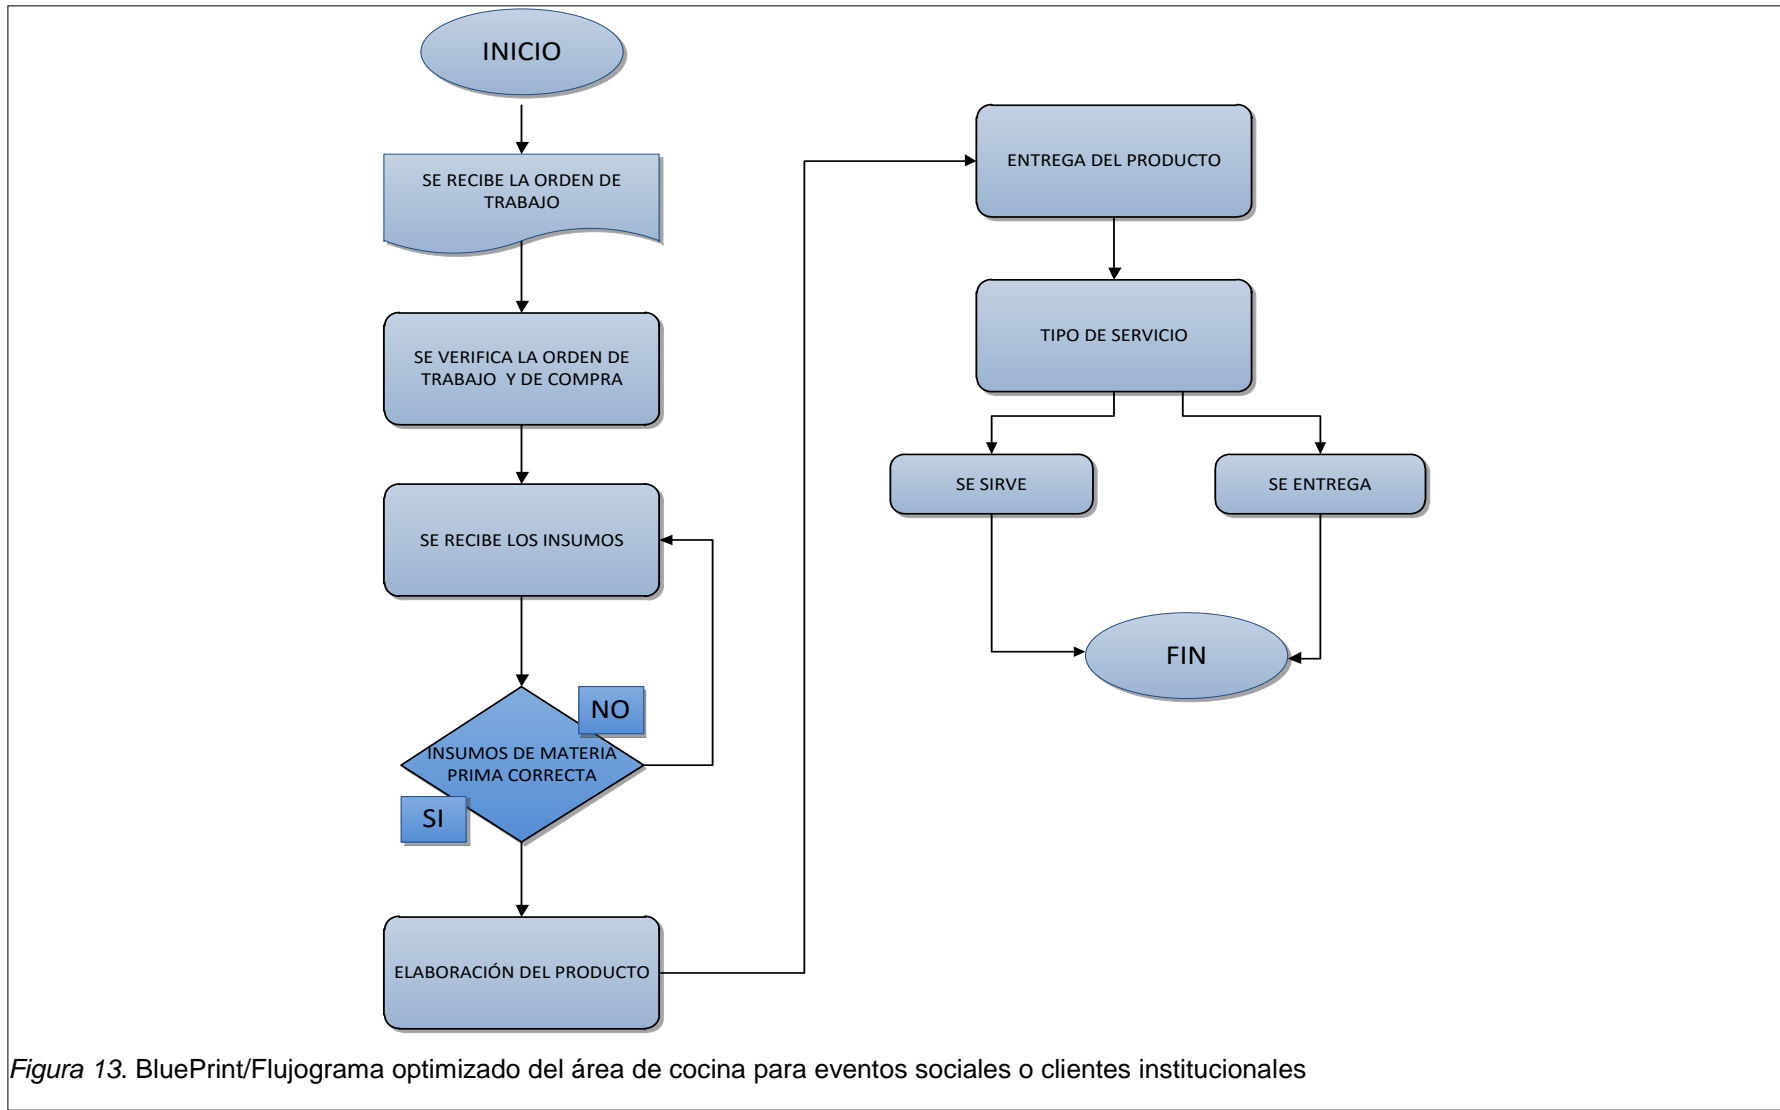 INICIO
SE RECIBE LA ORDEN DE
TRABAJO
SE VERIFICA LA ORDEN DE
TRABAJO Y DE COMPRA
SE RECIBE LOS INSUMOS
NO
INSUMOS DE MATERIA
PRIMA CORRECTA
SI
ELABORACIÓN DEL PRODUCTO
ENTREGA DEL PRODUCTO
TIPO DE SERVICIO
SE SIRVE
SE ENTREGA
FIN
Figura 13. BluePrint/Flujograma optimizado del área de cocina para eventos sociales o clientes institucionales